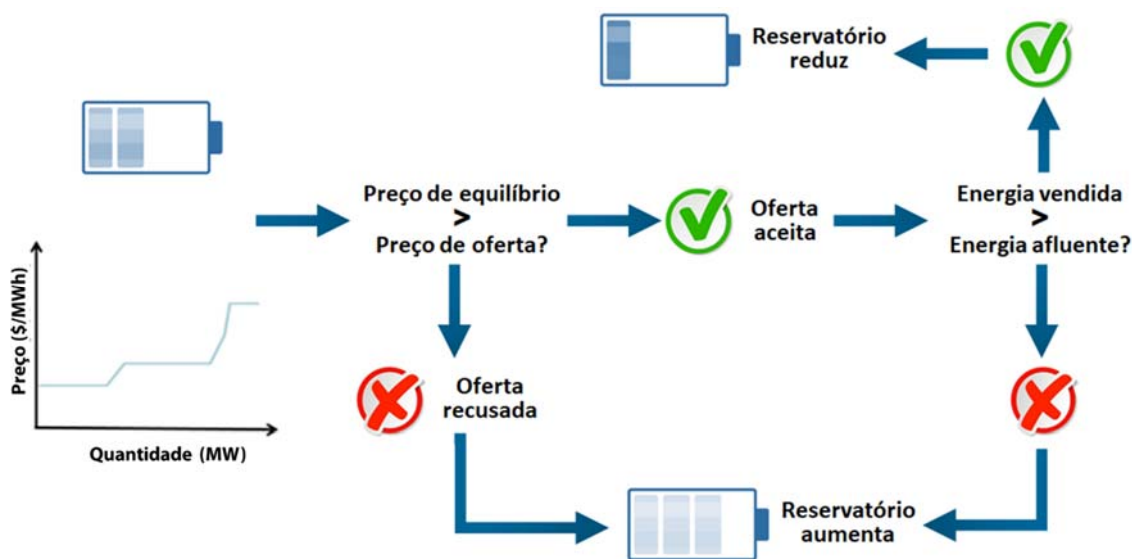 Reservatório
reduz
Preço de equilíbrio
>
Preço de oferta?
Oferta
aceita
Energia vendida
>
Energia afluente?
Preço ($/MWh)
Quantidade (MW)
Oferta
recusada
Reservatório
aumenta